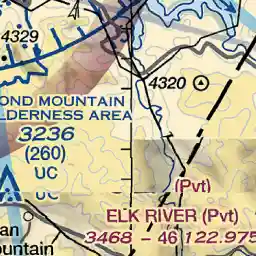 4329
4320
OND MOUNTAIN
LDERNESS AREA
3236
(260)
UC
UC
(Pvt)
ELK RIVER (Pvt)
3468 - 46 122.975
an
ountain